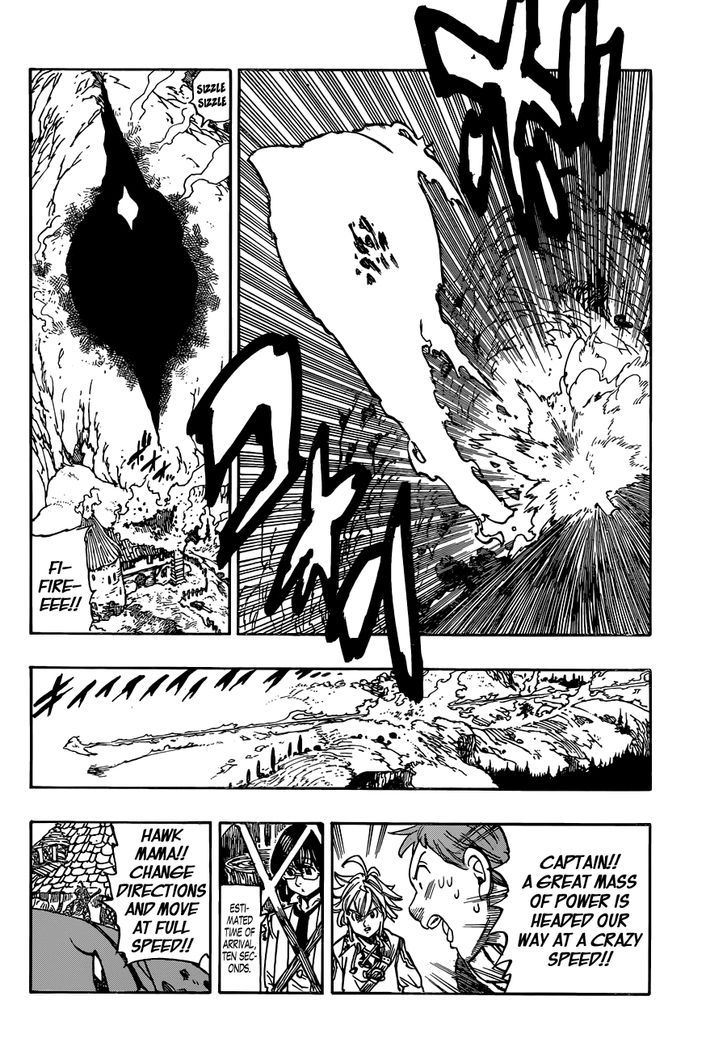 SIZZLE
SIZZLE
FI-
FIRE-
EEE!!
CAPTAIN!!
A GREAT MASS
OF POWER IS
HEADED OUR
WAY AT A CRAZY
SPEED!!
ESTI-
MATED
TIME OF
ARRIVAL,
TEN SEC-
ONDS.
HAWK
MAMA!!
CHANGE
DIRECTIONS
AND MOVE
AT FULL
SPEED!!